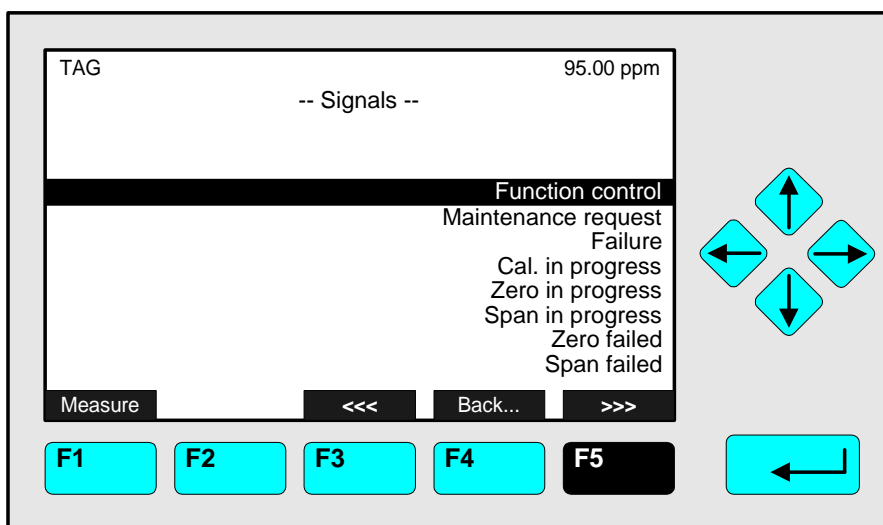 TAG 95.00 ppm
-- Signals --
Function control
Maintenance request
Failure
Cal. in progress
Zero in progress
Span in progress
Zero failed
Span failed
Measure <<< Back... >>>
F1 F2 F3 F4 F5